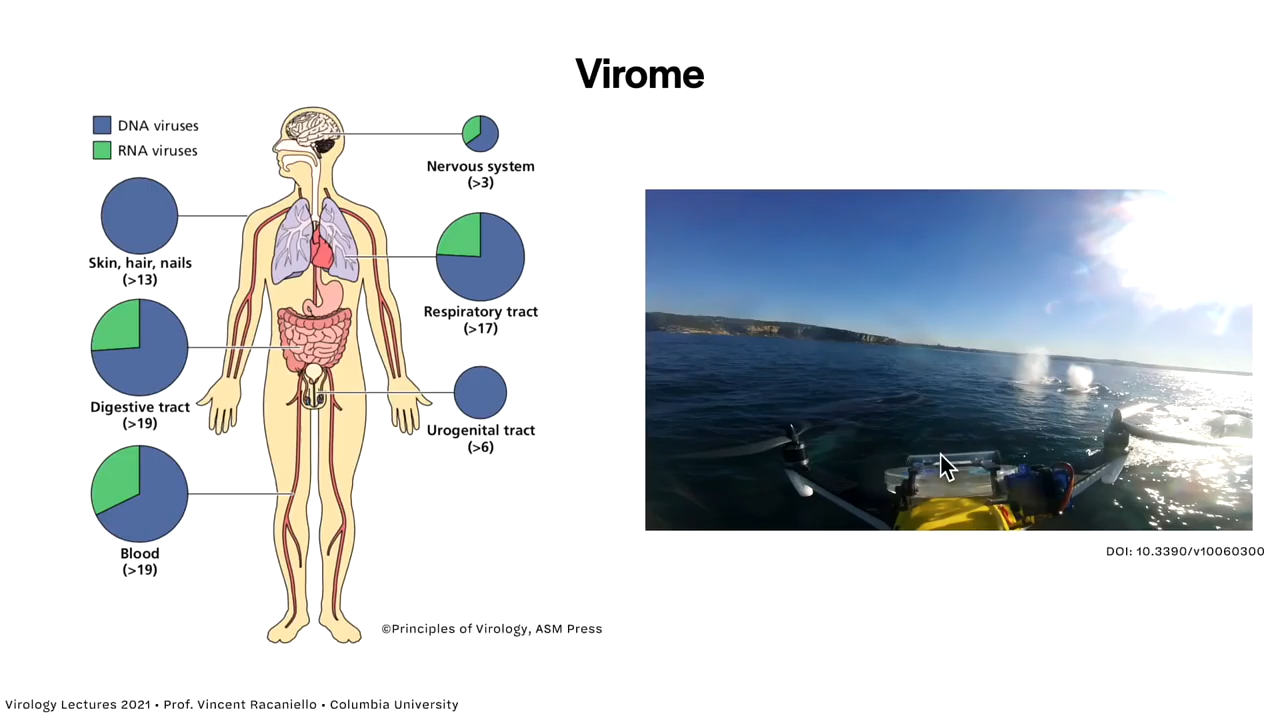 Virome
DNA viruses
RNA viruses
Nervous system
(>3)
Skin, hair, nails
(>13)
Respiratory tract
(>17)
Digestive tract
(>19)
Urogenital tract
(>6)
Blood
(>19)
DOI: 10.3390/v10060300
©Principles of Virology, ASM Press
Virology Lectures 2021 • Prof. Vincent Racaniello • Columbia University